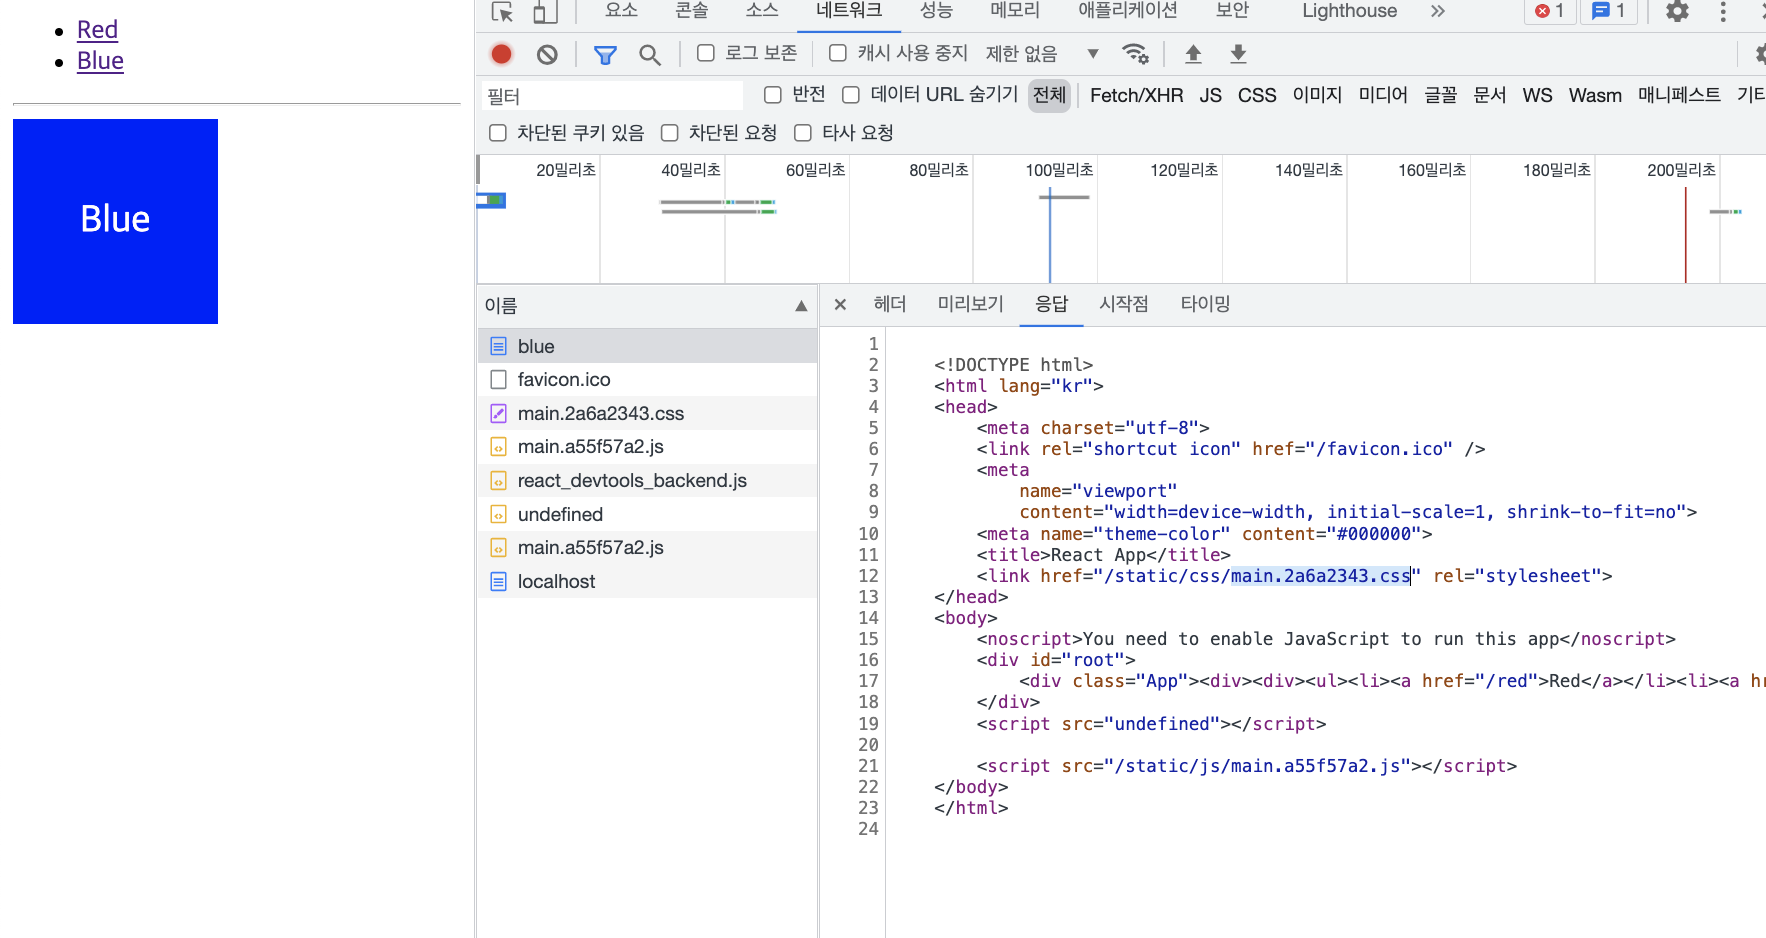 Red
Blue
Blue
요소 콘솔 소스 네트워크 성능 메모리 애플리케이션 보안 Lighthouse » 1 1
로그 보존 캐시 사용 중지 제한 없음
필터 반전 데이터 URL 숨기기 전체 Fetch/XHR JS CSS 이미지 미디어 글꼴 문서 WS Wasm 매니페스트 기타
차단된 쿠키 있음 차단된 요청 타사 요청
20밀리초 40밀리초 60밀리초 80밀리초 100밀리초 120밀리초 140밀리초 160밀리초 180밀리초 200밀리초
이름
blue
favicon.ico
main.2a6a2343.css
main.a55f57a2.js
react_devtools_backend.js
undefined
main.a55f57a2.js
localhost
헤더 미리보기 응답 시작점 타이밍
1
2 <!DOCTYPE html>
3 <html lang="kr">
4 <head>
5 <meta charset="utf-8">
6 <link rel="shortcut icon" href="/favicon.ico" />
7 <meta
8 name="viewport"
9 content="width=device-width, initial-scale=1, shrink-to-fit=no">
10 <meta name="theme-color" content="#000000">
11 <title>React App</title>
12 <link href="/static/css/main.2a6a2343.css" rel="stylesheet">
13 </head>
14 <body>
15 <noscript>You need to enable JavaScript to run this app</noscript>
16 <div id="root">
17 <div class="App"><div><div><ul><li><a href="/red">Red</a></li><li><a hr
18 </div>
19 <script src="undefined"></script>
20
21 <script src="/static/js/main.a55f57a2.js"></script>
22 </body>
23 </html>
24